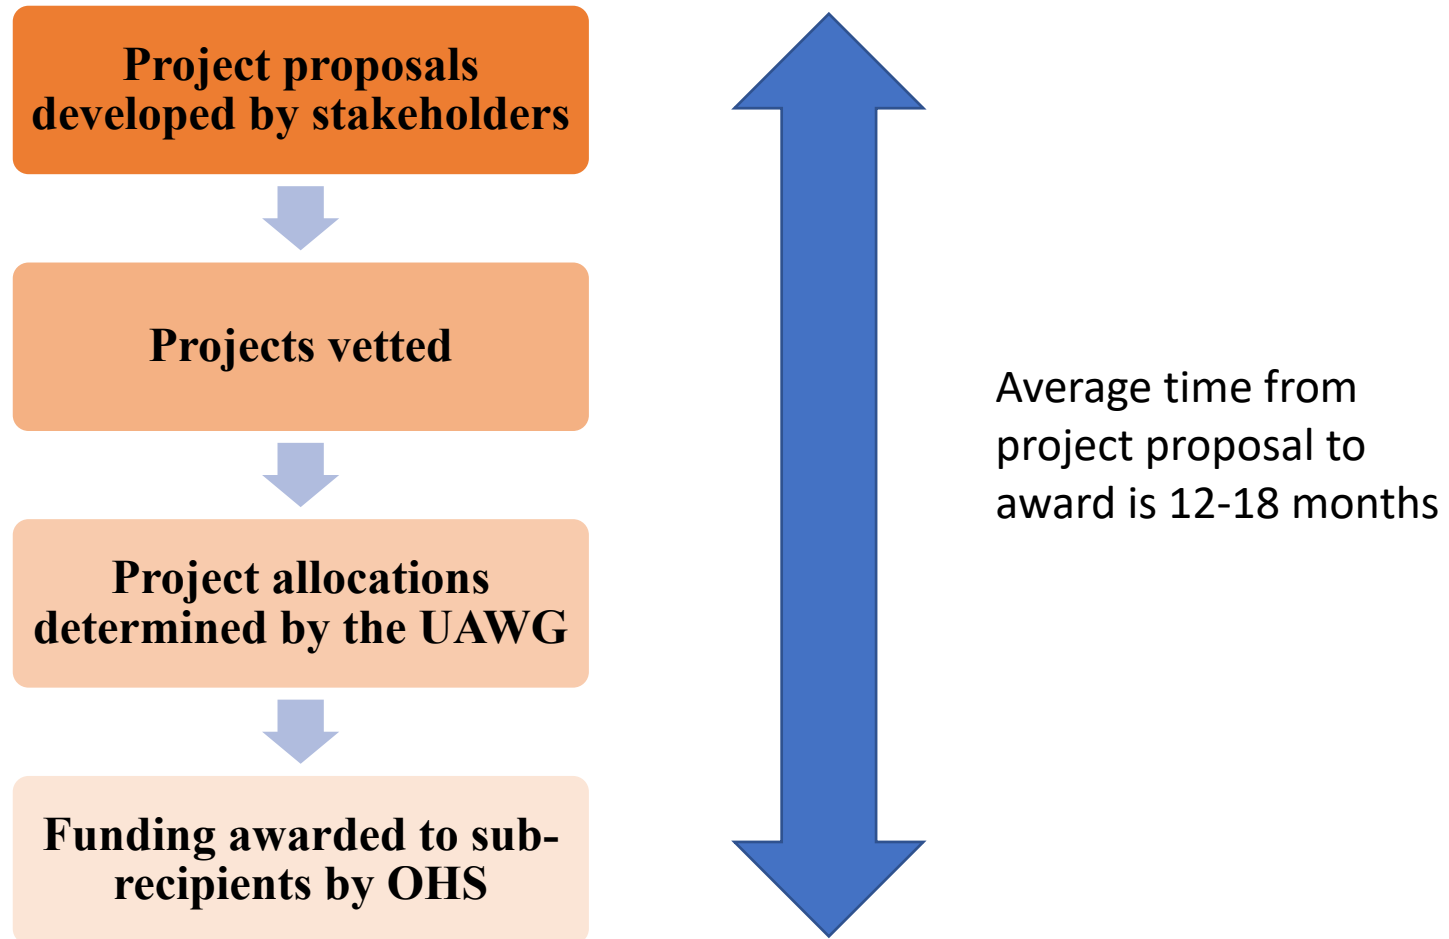 Project proposals
developed by stakeholders
Projects vetted
Project allocations
determined by the UAWG
Funding awarded to sub-
recipients by OHS
Average time from
project proposal to
award is 12-18 months